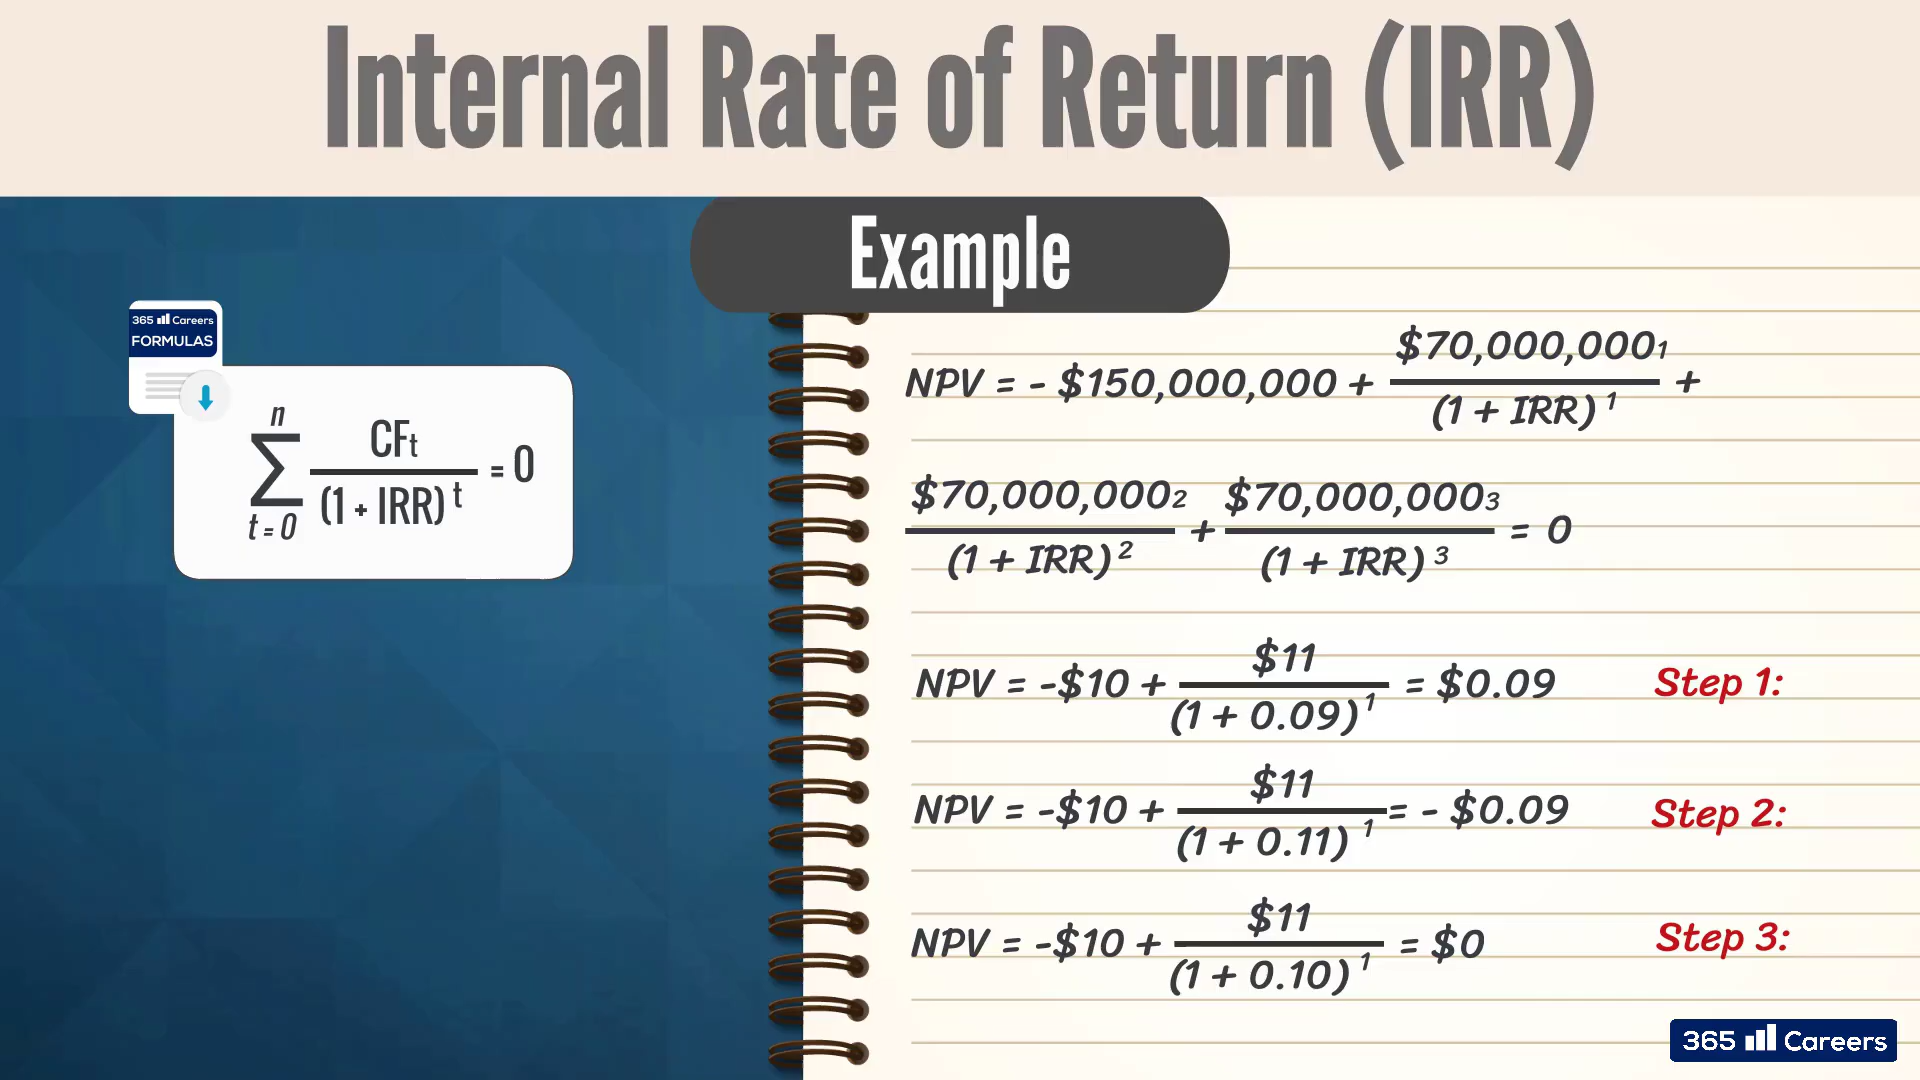 Internal Rate of Return (IRR)
Example
365 Careers
FORMULAS
n
∑ CFt / (1 + IRR)^t = 0
t = 0
NPV = - $150,000,000 + $70,000,000₁ / (1 + IRR)¹ +
$70,000,000₂ / (1 + IRR)² + $70,000,000₃ / (1 + IRR)³ = 0
NPV = -$10 + $11 / (1 + 0.09)¹ = $0.09 Step 1:
NPV = -$10 + $11 / (1 + 0.11)¹ = - $0.09 Step 2:
NPV = -$10 + $11 / (1 + 0.10)¹ = $0 Step 3:
365 Careers